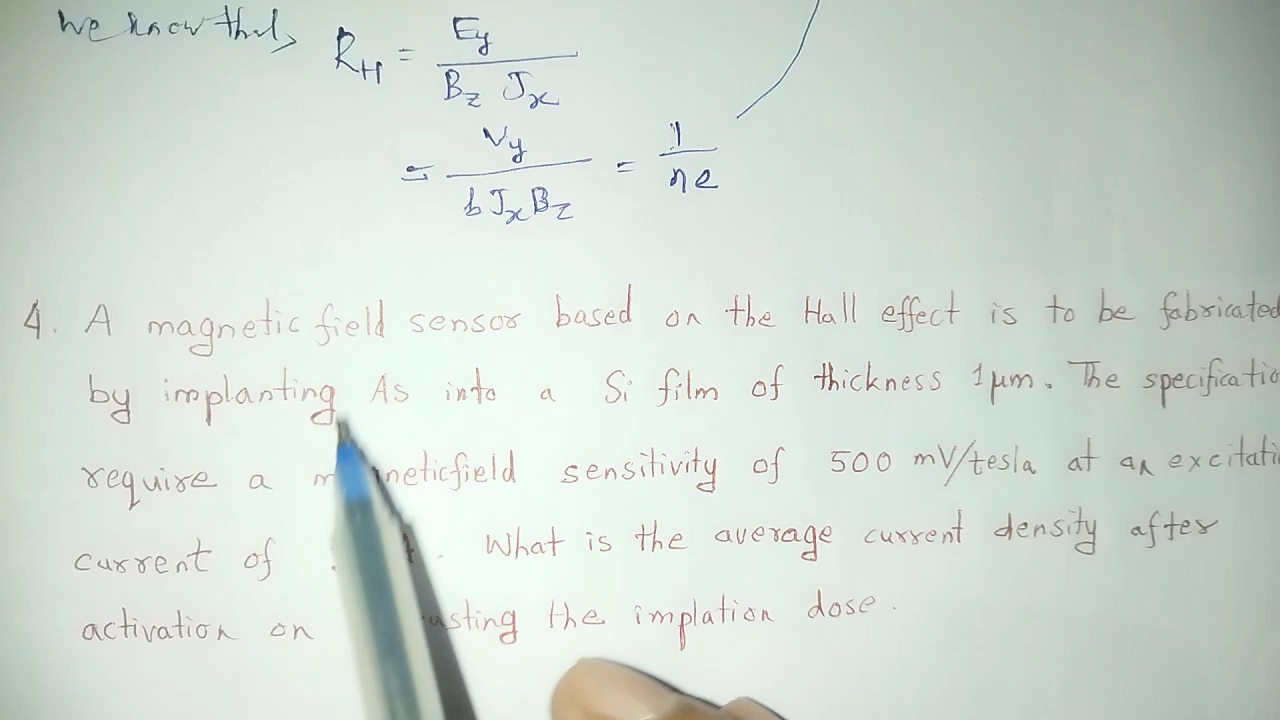 We know that,
R_H = E_y / B_z J_x
= V_y / b J_x B_z = 1 / ne
4. A magnetic field sensor based on the Hall effect is to be fabricated
by implanting As into a Si film of thickness 1 μm. The specificatio
require a m neticfield sensitivity of 500 mV/tesla at an excitati
current of . What is the average current density after
activation on usting the implation dose.